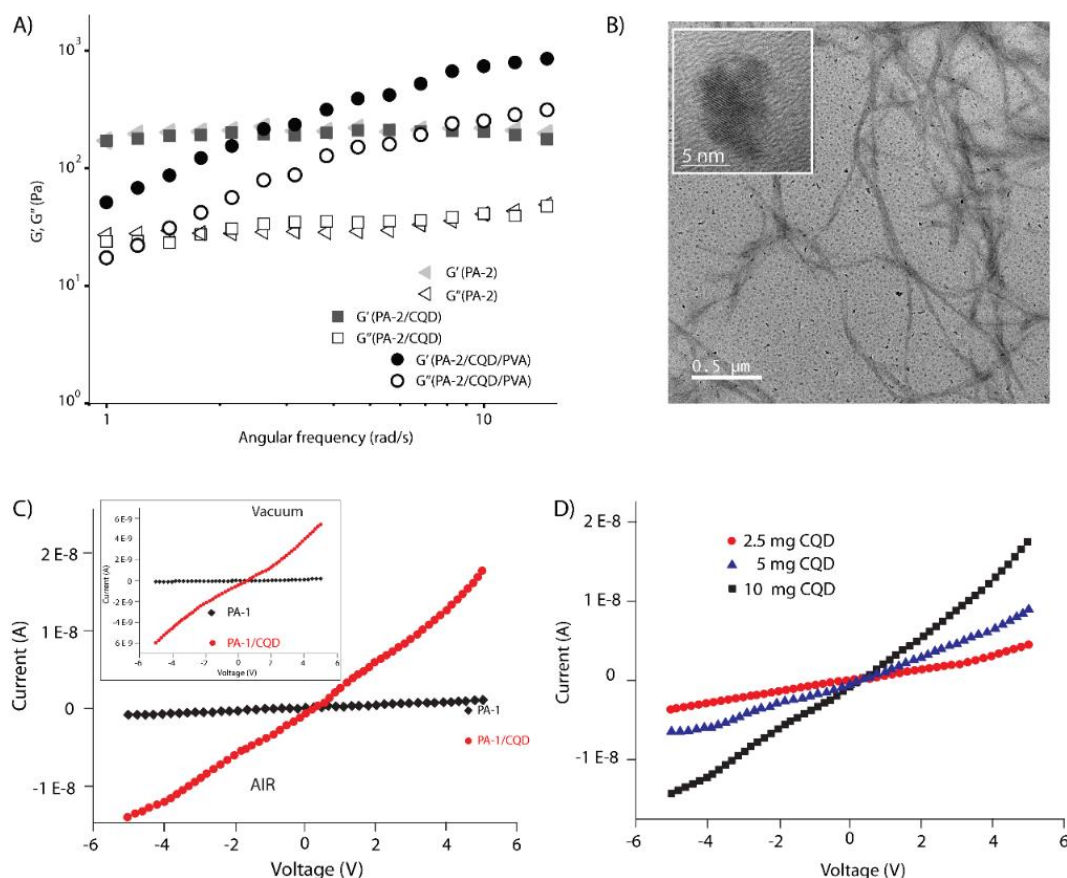 A)
10³
10²
10¹
10⁰
G', G" (Pa)
1
10
Angular frequency (rad/s)
G' (PA-2)
G" (PA-2)
G' (PA-2/CQD)
G"(PA-2/CQD)
G' (PA-2/CQD/PVA)
G"(PA-2/CQD/PVA)
B)
5 nm
0.5 µm
C)
2 E-8
1 E-8
0
-1 E-8
Current (A)
-6 -4 -2 0 2 4 6
Voltage (V)
AIR
PA-1
PA-1/CQD
Vacuum
6 E-9
4 E-9
2 E-9
0
-2 E-9
-4 E-9
6 E-9
Current (A)
-6 -4 -2 0 2 4 6
Voltage (V)
PA-1
PA-1/CQD
D)
2 E-8
1 E-8
0
-1 E-8
Current (A)
2.5 mg CQD
5 mg CQD
10 mg CQD
-6 -4 -2 0 2 4 6
Voltage (V)